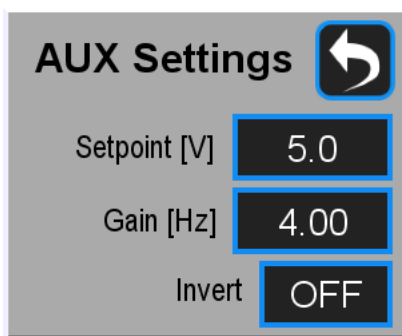 AUX Settings
Setpoint [V] 5.0
Gain [Hz] 4.00
Invert OFF